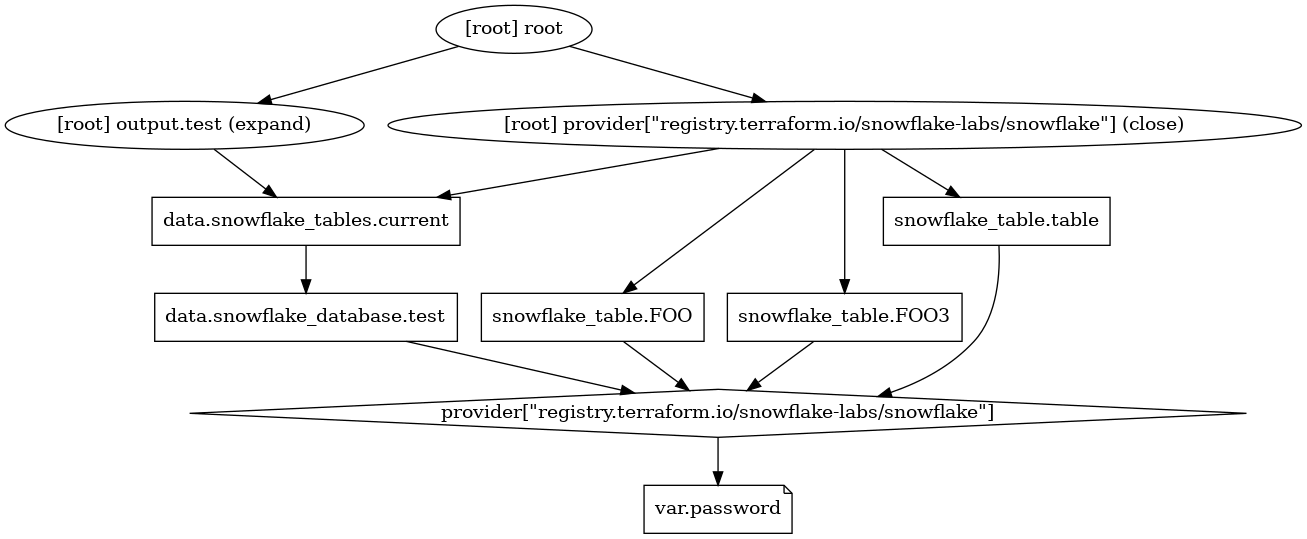 [root] root
[root] output.test (expand)
[root] provider["registry.terraform.io/snowflake-labs/snowflake"] (close)
data.snowflake_tables.current
snowflake_table.table
data.snowflake_database.test
snowflake_table.FOO
snowflake_table.FOO3
provider["registry.terraform.io/snowflake-labs/snowflake"]
var.password